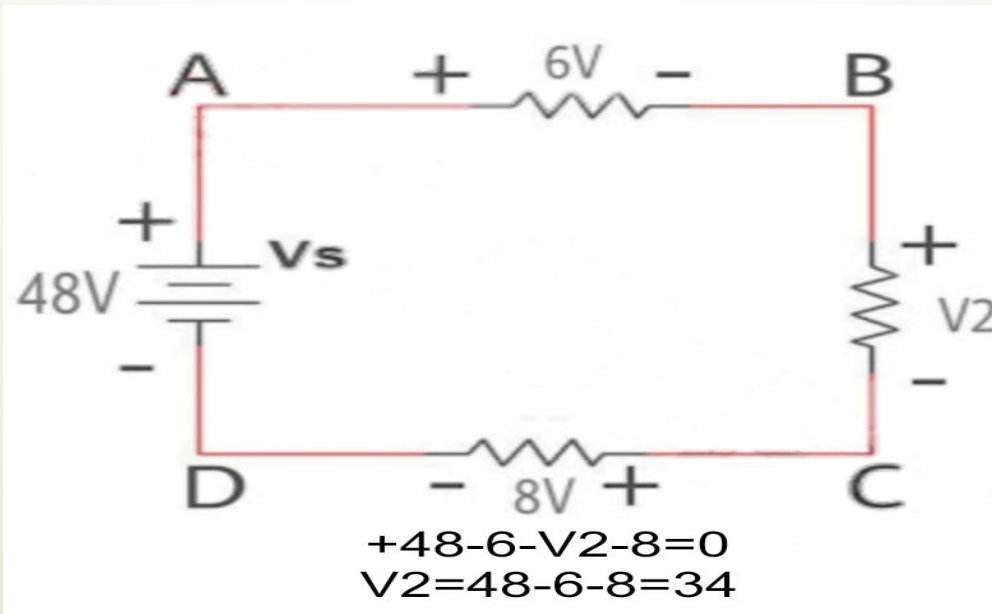 A + 6V - B
+ Vs +
48V V2
- -
D - 8V + C
+48-6-V2-8=0
V2=48-6-8=34